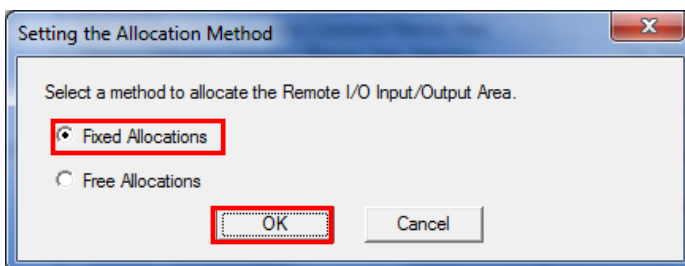 Setting the Allocation Method
Select a method to allocate the Remote I/O Input/Output Area.
Fixed Allocations
Free Allocations
OK Cancel